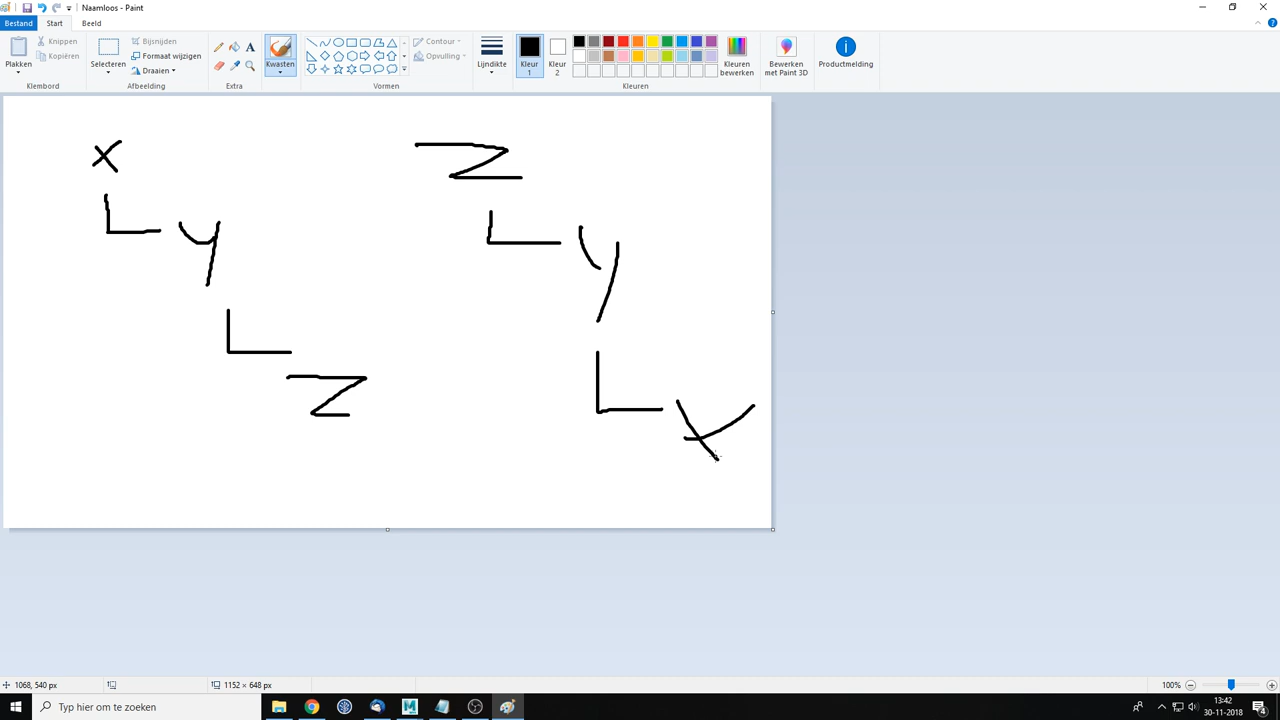 Naamloos - Paint
Bestand Start Beeld
Plakken
Knippen
Kopiëren
Klembord
Selecteren
Bijsnijden
Formaat wijzigen
Draaien
Afbeelding
A
Extra
Kwasten
Contour
Opvulling
Vormen
Lijndikte
Kleur 1
Kleur 2
Kleuren bewerken
Kleuren
Bewerken met Paint 3D
Productmelding
x
y
z
z
y
x
1068, 540 px
1152 × 648 px
100%
Typ hier om te zoeken
13:42
30-11-2018